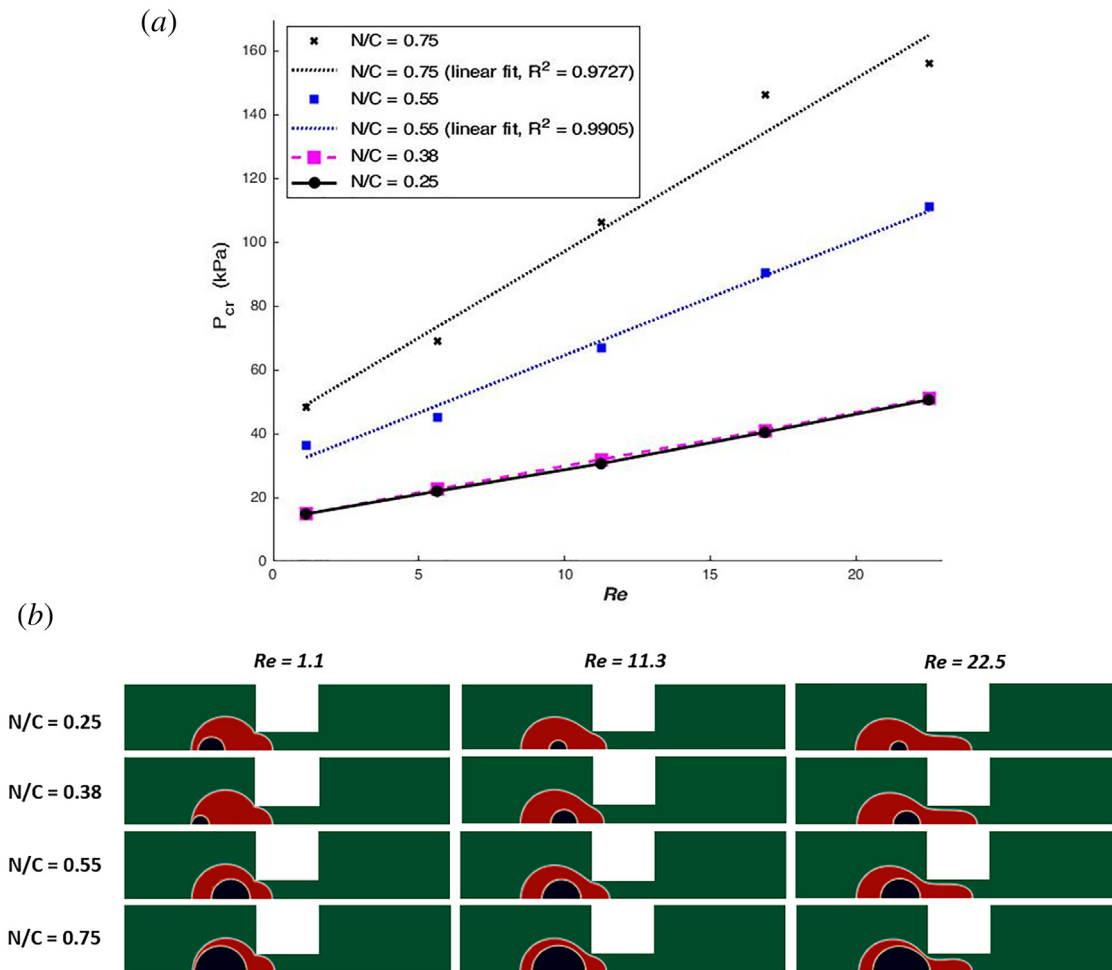 (a)
160
140
120
100
80
60
40
20
0
P_cr (kPa)
N/C = 0.75
N/C = 0.75 (linear fit, R² = 0.9727)
N/C = 0.55
N/C = 0.55 (linear fit, R² = 0.9905)
N/C = 0.38
N/C = 0.25
0 5 10 15 20
Re
(b)
Re = 1.1 Re = 11.3 Re = 22.5
N/C = 0.25
N/C = 0.38
N/C = 0.55
N/C = 0.75